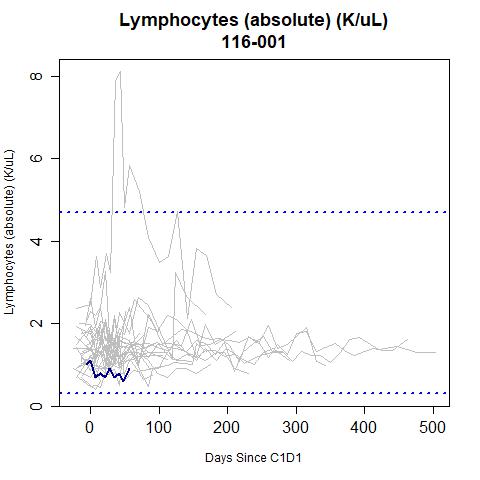 Lymphocytes (absolute) (K/uL)
116-001
Lymphocytes (absolute) (K/uL)
8
6
4
2
0
0 100 200 300 400 500
Days Since C1D1